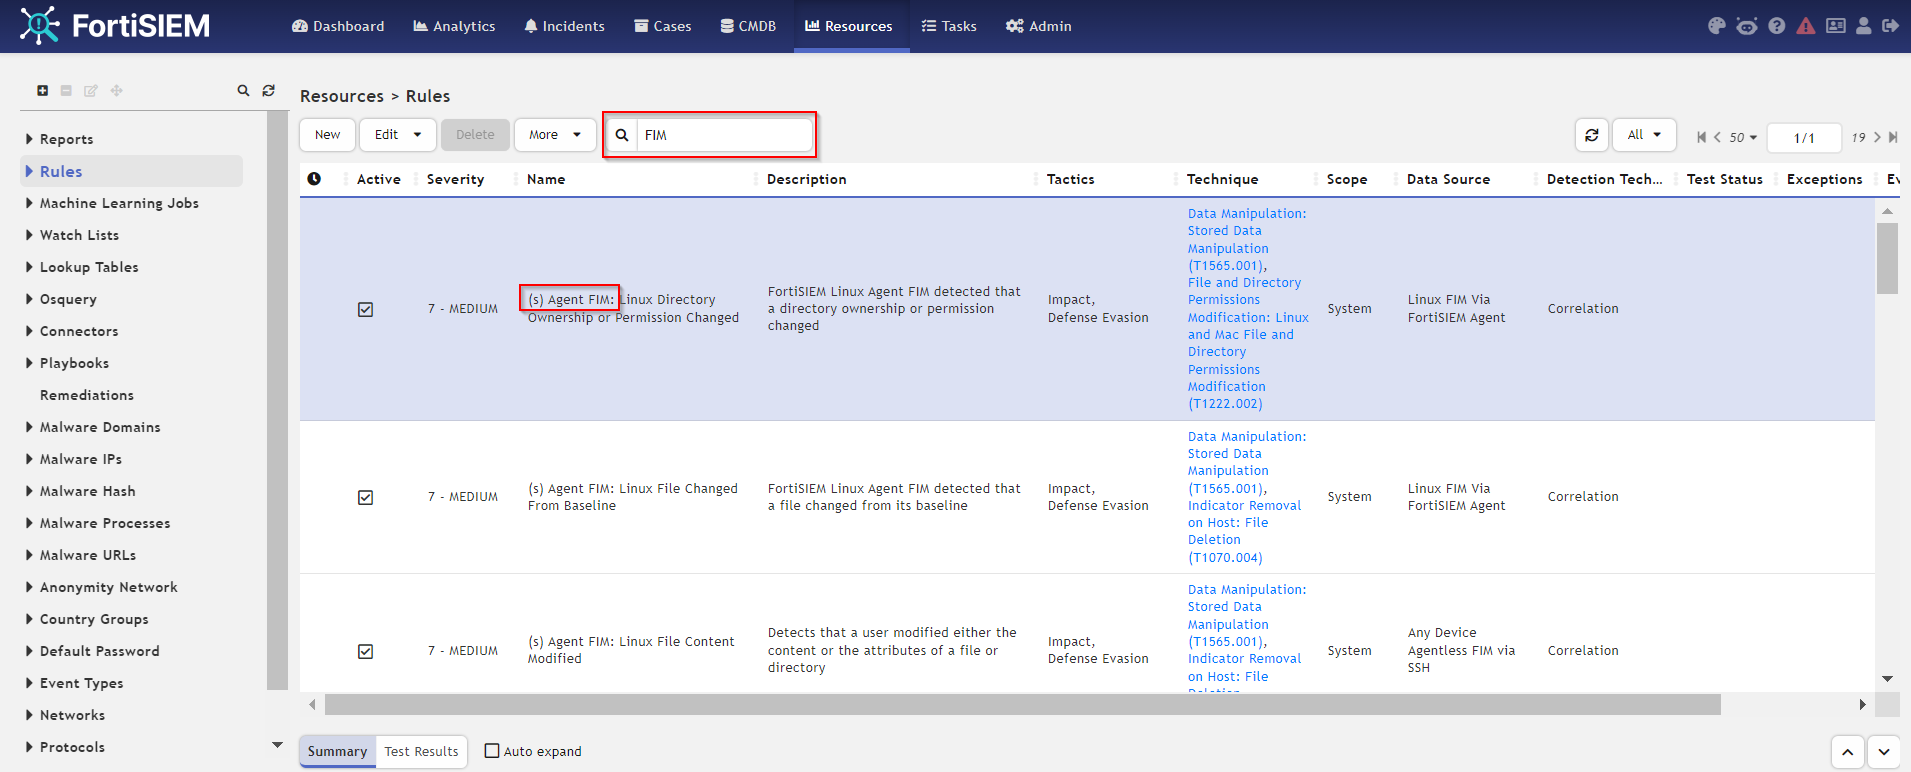 FortiSIEM
Dashboard
Analytics
Incidents
Cases
CMDB
Resources
Tasks
Admin
Reports
Rules
Machine Learning Jobs
Watch Lists
Lookup Tables
Osquery
Connectors
Playbooks
Remediations
Malware Domains
Malware IPs
Malware Hash
Malware Processes
Malware URLs
Anonymity Network
Country Groups
Default Password
Event Types
Networks
Protocols
Resources > Rules
New
Edit
Delete
More
FIM
All
50
1/1
19
Active
Severity
Name
Description
Tactics
Technique
Scope
Data Source
Detection Tech...
Test Status
Exceptions
Ev
7 - MEDIUM
(s) Agent FIM: Linux Directory
Ownership or Permission Changed
FortiSIEM Linux Agent FIM detected that
a directory ownership or permission
changed
Impact,
Defense Evasion
Data Manipulation:
Stored Data
Manipulation
(T1565.001),
File and Directory
Permissions
Modification: Linux
and Mac File and
Directory
Permissions
Modification
(T1222.002)
System
Linux FIM Via
FortiSIEM Agent
Correlation
7 - MEDIUM
(s) Agent FIM: Linux File Changed
From Baseline
FortiSIEM Linux Agent FIM detected that
a file changed from its baseline
Impact,
Defense Evasion
Data Manipulation:
Stored Data
Manipulation
(T1565.001),
Indicator Removal
on Host: File
Deletion
(T1070.004)
System
Linux FIM Via
FortiSIEM Agent
Correlation
7 - MEDIUM
(s) Agent FIM: Linux File Content
Modified
Detects that a user modified either the
content or the attributes of a file or
directory
Impact,
Defense Evasion
Data Manipulation:
Stored Data
Manipulation
(T1565.001),
Indicator Removal
on Host: File
Deletion
System
Any Device
Agentless FIM via
SSH
Correlation
Summary
Test Results
Auto expand